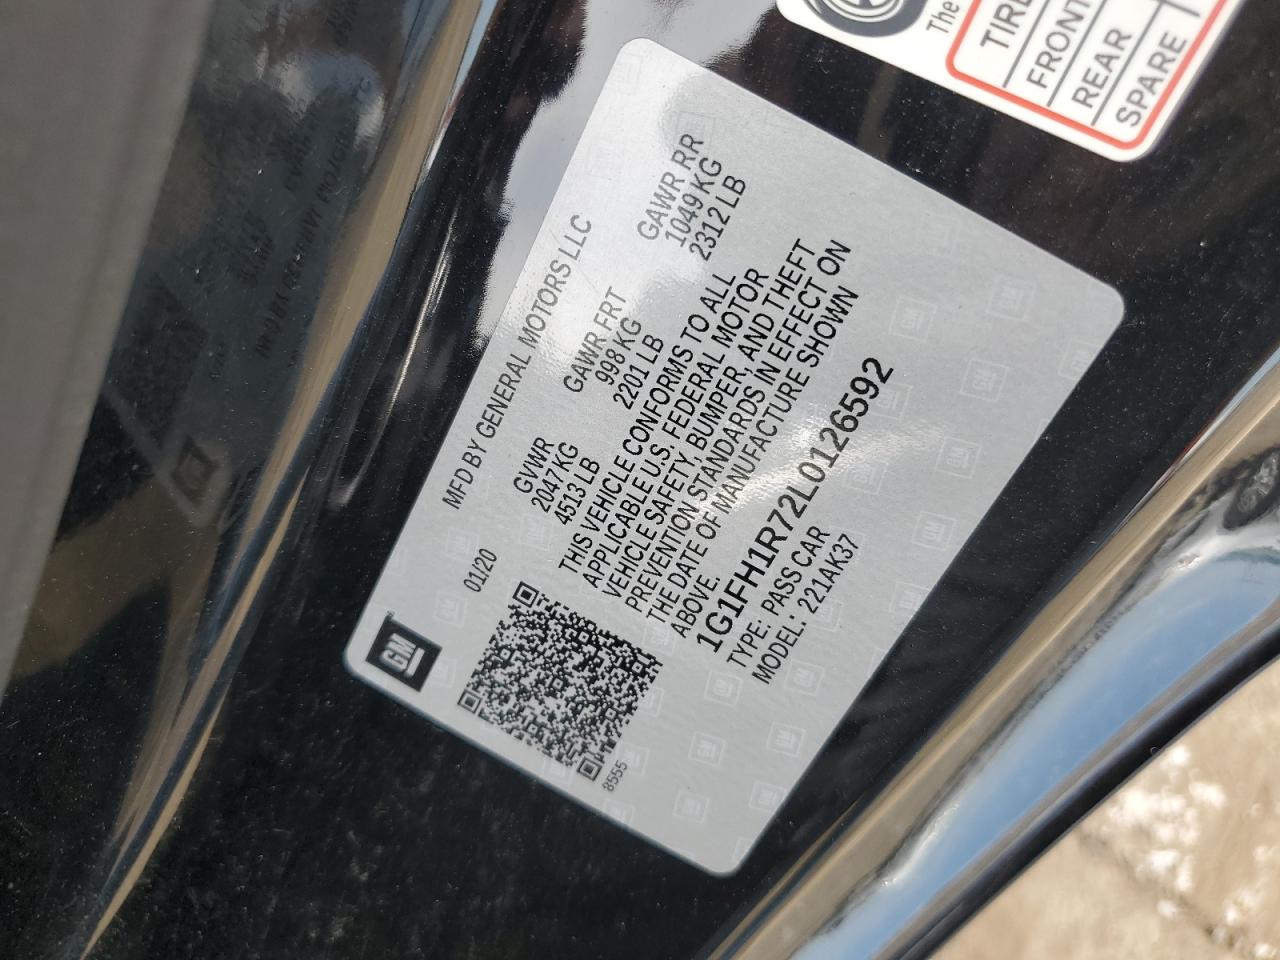 GM
01/20
MFD BY GENERAL MOTORS LLC
GVWR
2047KG
4513 LB
GAWR FRT
998 KG
2201 LB
GAWR RR
1049 KG
2312 LB
THIS VEHICLE CONFORMS TO ALL
APPLICABLE U.S. FEDERAL MOTOR
VEHICLE SAFETY, BUMPER, AND THEFT
PREVENTION STANDARDS IN EFFECT ON
THE DATE OF MANUFACTURE SHOWN
ABOVE.
1G1FH1R72L0126592
TYPE: PASS CAR
MODEL: 221AK37
8555
The
TIRE
FRONT
REAR
SPARE